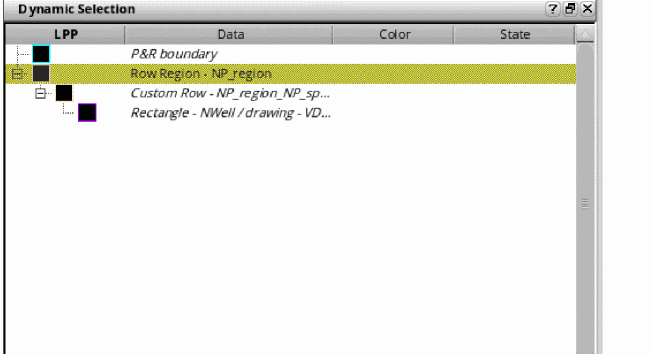 Dynamic Selection
LPP Data Color State
P&R boundary
Row Region - NP_region
Custom Row - NP_region_NP_sp...
Rectangle - NWell / drawing - VD...